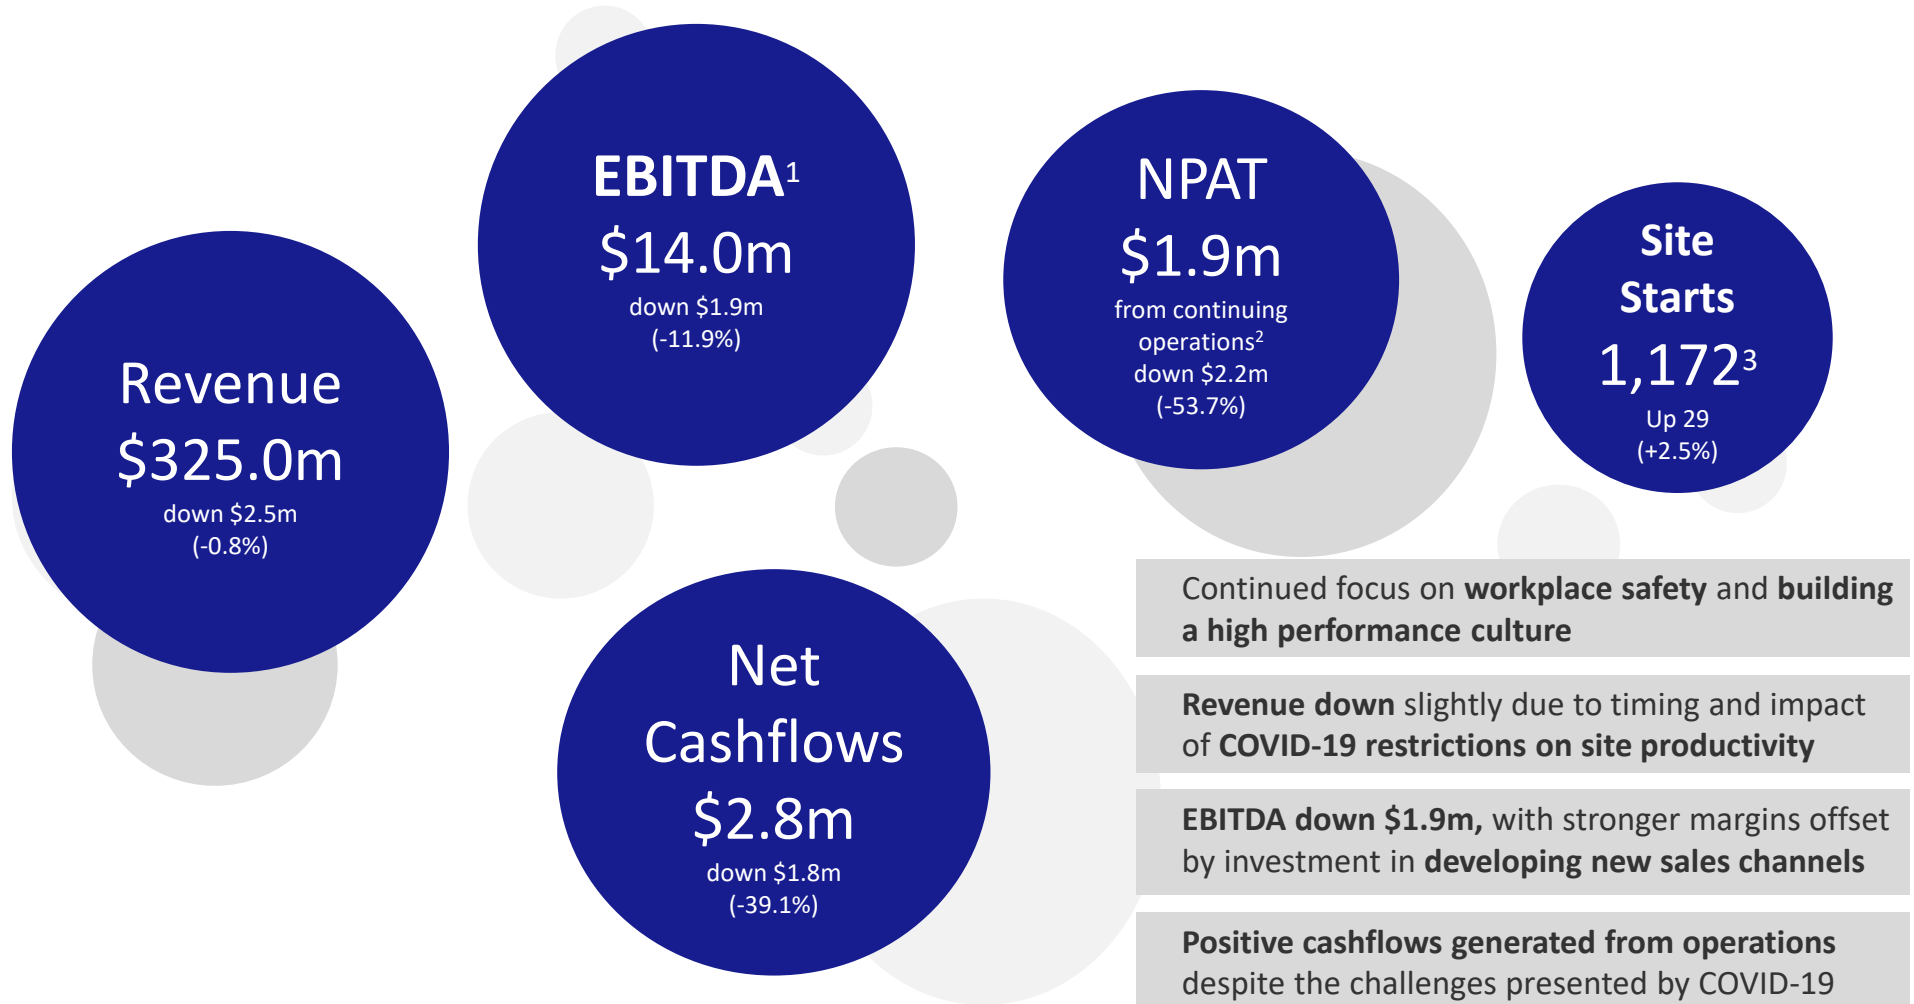 Revenue
$325.0m
down $2.5m
(-0.8%)
EBITDA1
$14.0m
down $1.9m
(-11.9%)
NPAT
$1.9m
from continuing
operations2
down $2.2m
(-53.7%)
Site
Starts
1,1723
Up 29
(+2.5%)
Net
Cashflows
$2.8m
down $1.8m
(-39.1%)
Continued focus on workplace safety and building
a high performance culture
Revenue down slightly due to timing and impact
of COVID-19 restrictions on site productivity
EBITDA down $1.9m, with stronger margins offset
by investment in developing new sales channels
Positive cashflows generated from operations
despite the challenges presented by COVID-19